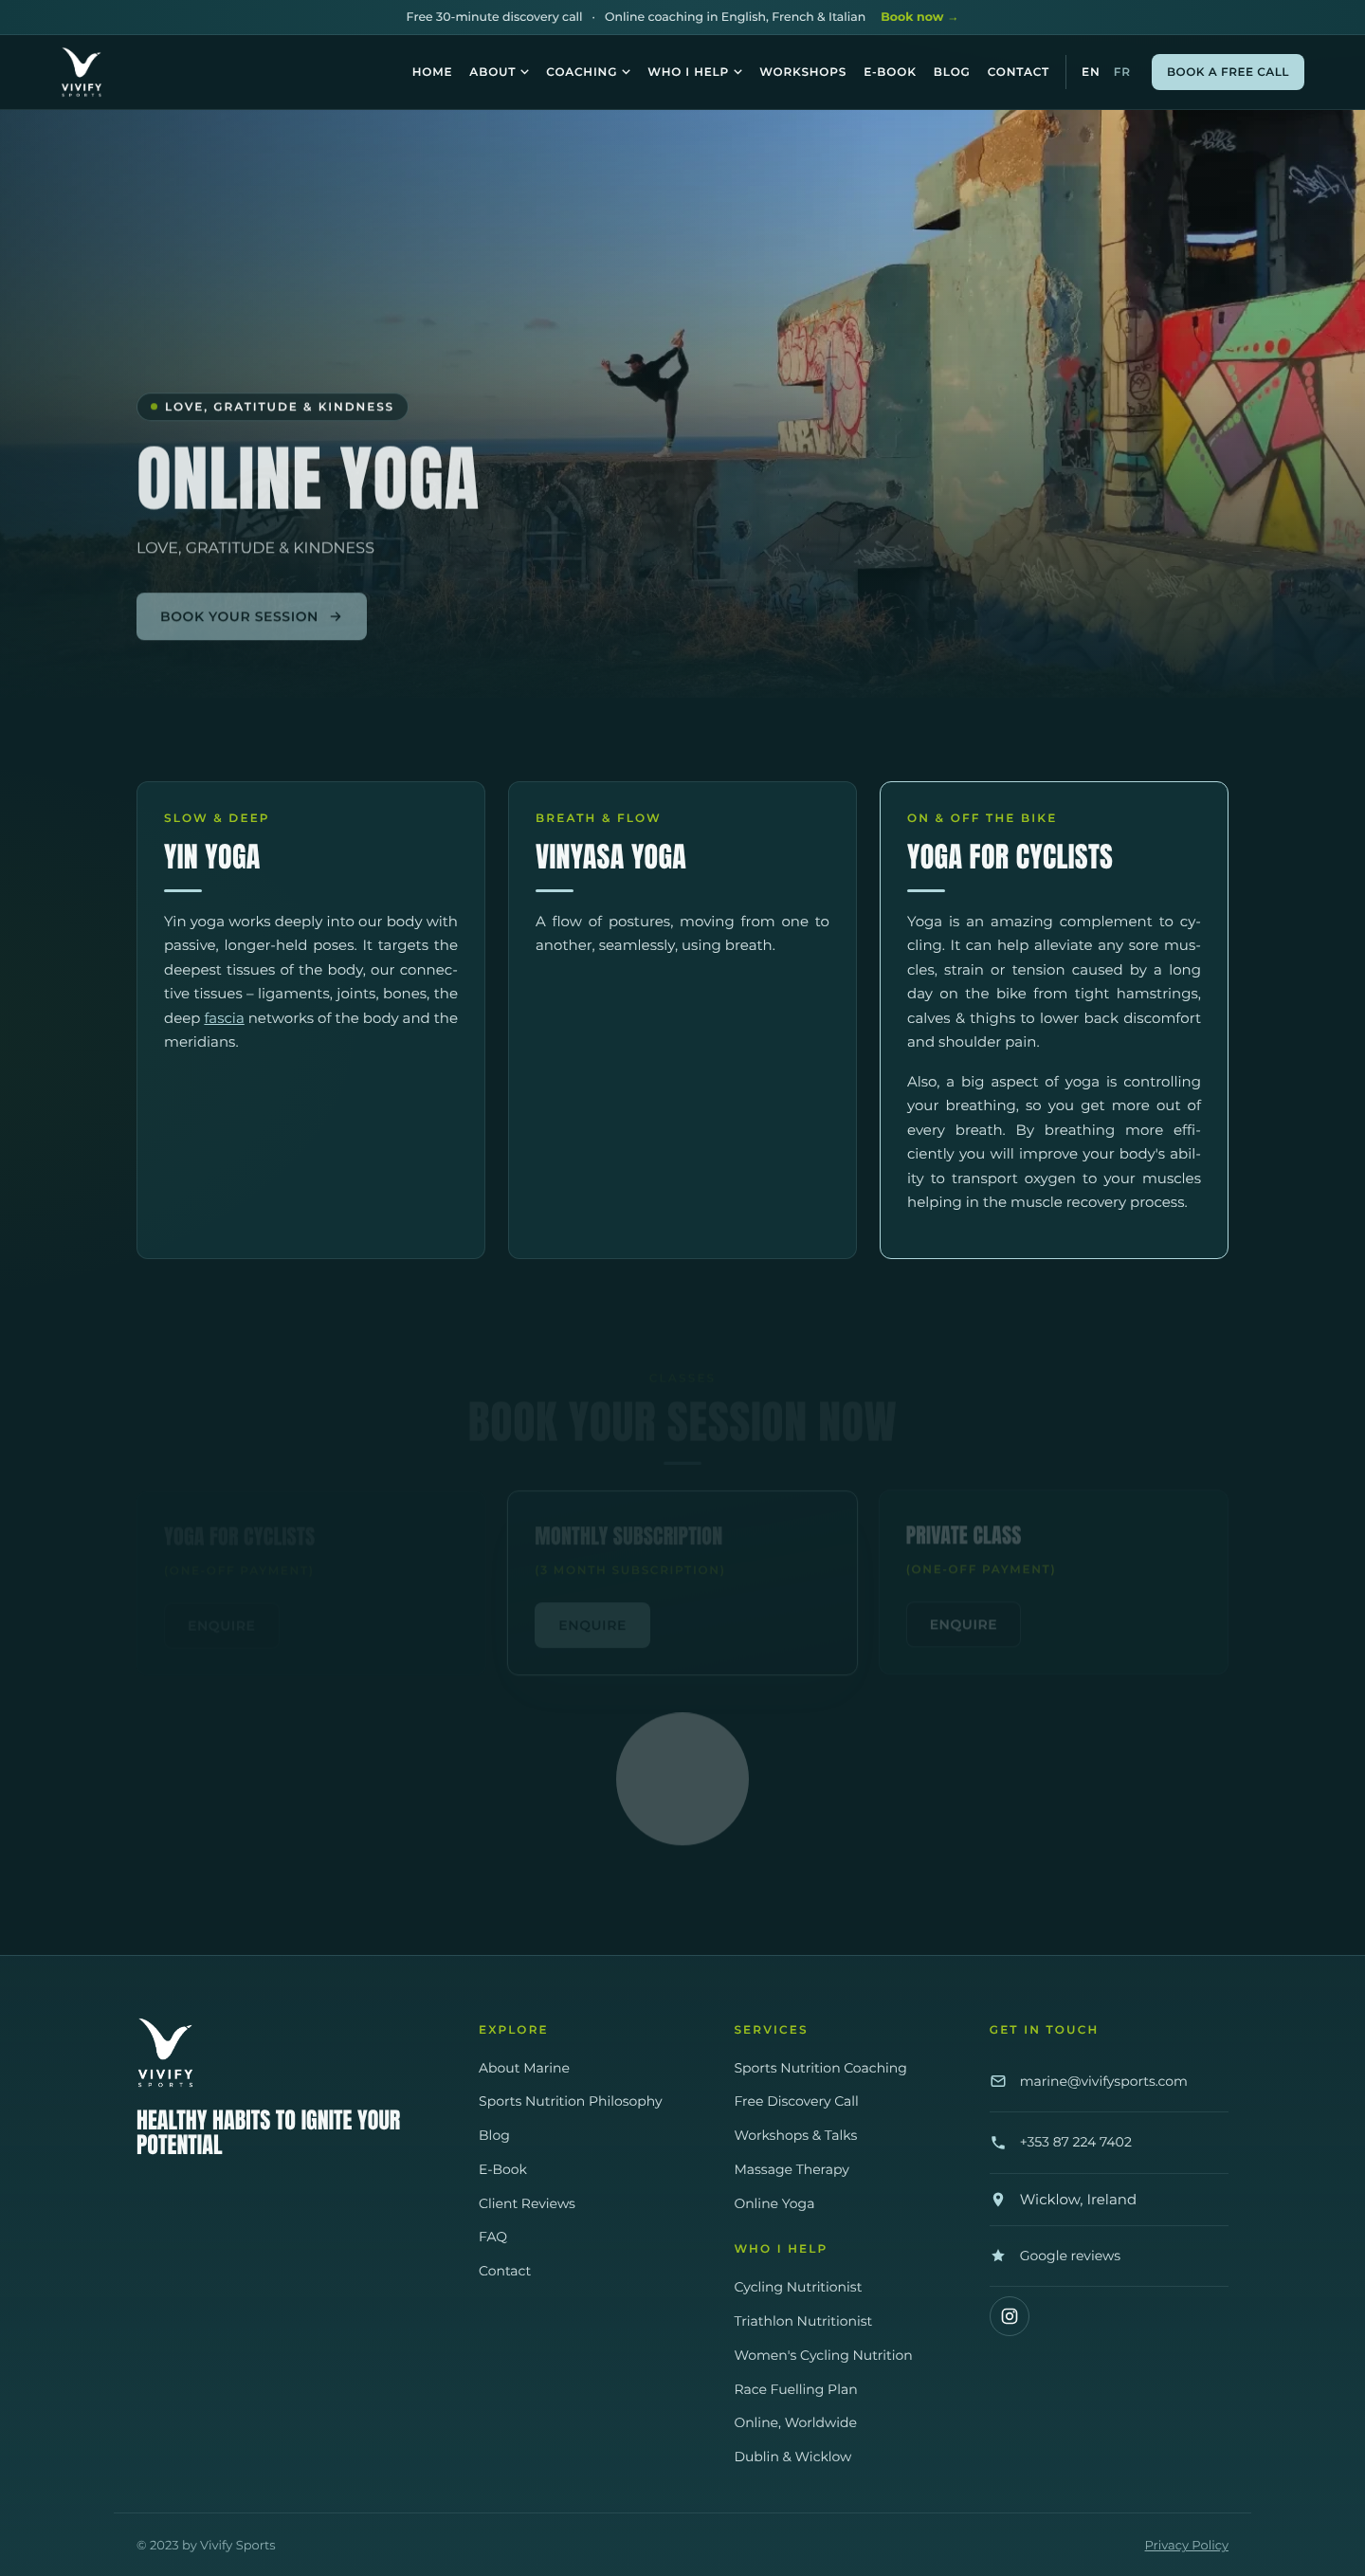 Free 30-minute discovery call · Online coaching in English, French & Italian Book now →
VIVIFY
SPORTS
HOME ABOUT COACHING WHO I HELP WORKSHOPS E-BOOK BLOG CONTACT EN FR BOOK A FREE CALL
LOVE, GRATITUDE & KINDNESS
ONLINE YOGA
LOVE, GRATITUDE & KINDNESS
BOOK YOUR SESSION →
SLOW & DEEP
YIN YOGA
Yin yoga works deeply into our body with
passive, longer-held poses. It targets the
deepest tissues of the body, our connec-
tive tissues – ligaments, joints, bones, the
deep fascia networks of the body and the
meridians.
BREATH & FLOW
VINYASA YOGA
A flow of postures, moving from one to
another, seamlessly, using breath.
ON & OFF THE BIKE
YOGA FOR CYCLISTS
Yoga is an amazing complement to cy-
cling. It can help alleviate any sore mus-
cles, strain or tension caused by a long
day on the bike from tight hamstrings,
calves & thighs to lower back discomfort
and shoulder pain.
Also, a big aspect of yoga is controlling
your breathing, so you get more out of
every breath. By breathing more effi-
ciently you will improve your body's abil-
ity to transport oxygen to your muscles
helping in the muscle recovery process.
CLASSES
BOOK YOUR SESSION NOW
YOGA FOR CYCLISTS
(ONE-OFF PAYMENT)
ENQUIRE
MONTHLY SUBSCRIPTION
(3 MONTH SUBSCRIPTION)
ENQUIRE
PRIVATE CLASS
(ONE-OFF PAYMENT)
ENQUIRE
VIVIFY
SPORTS
HEALTHY HABITS TO IGNITE YOUR
POTENTIAL
EXPLORE
About Marine
Sports Nutrition Philosophy
Blog
E-Book
Client Reviews
FAQ
Contact
SERVICES
Sports Nutrition Coaching
Free Discovery Call
Workshops & Talks
Massage Therapy
Online Yoga
WHO I HELP
Cycling Nutritionist
Triathlon Nutritionist
Women's Cycling Nutrition
Race Fuelling Plan
Online, Worldwide
Dublin & Wicklow
GET IN TOUCH
marine@vivifysports.com
+353 87 224 7402
Wicklow, Ireland
Google reviews
© 2023 by Vivify Sports
Privacy Policy